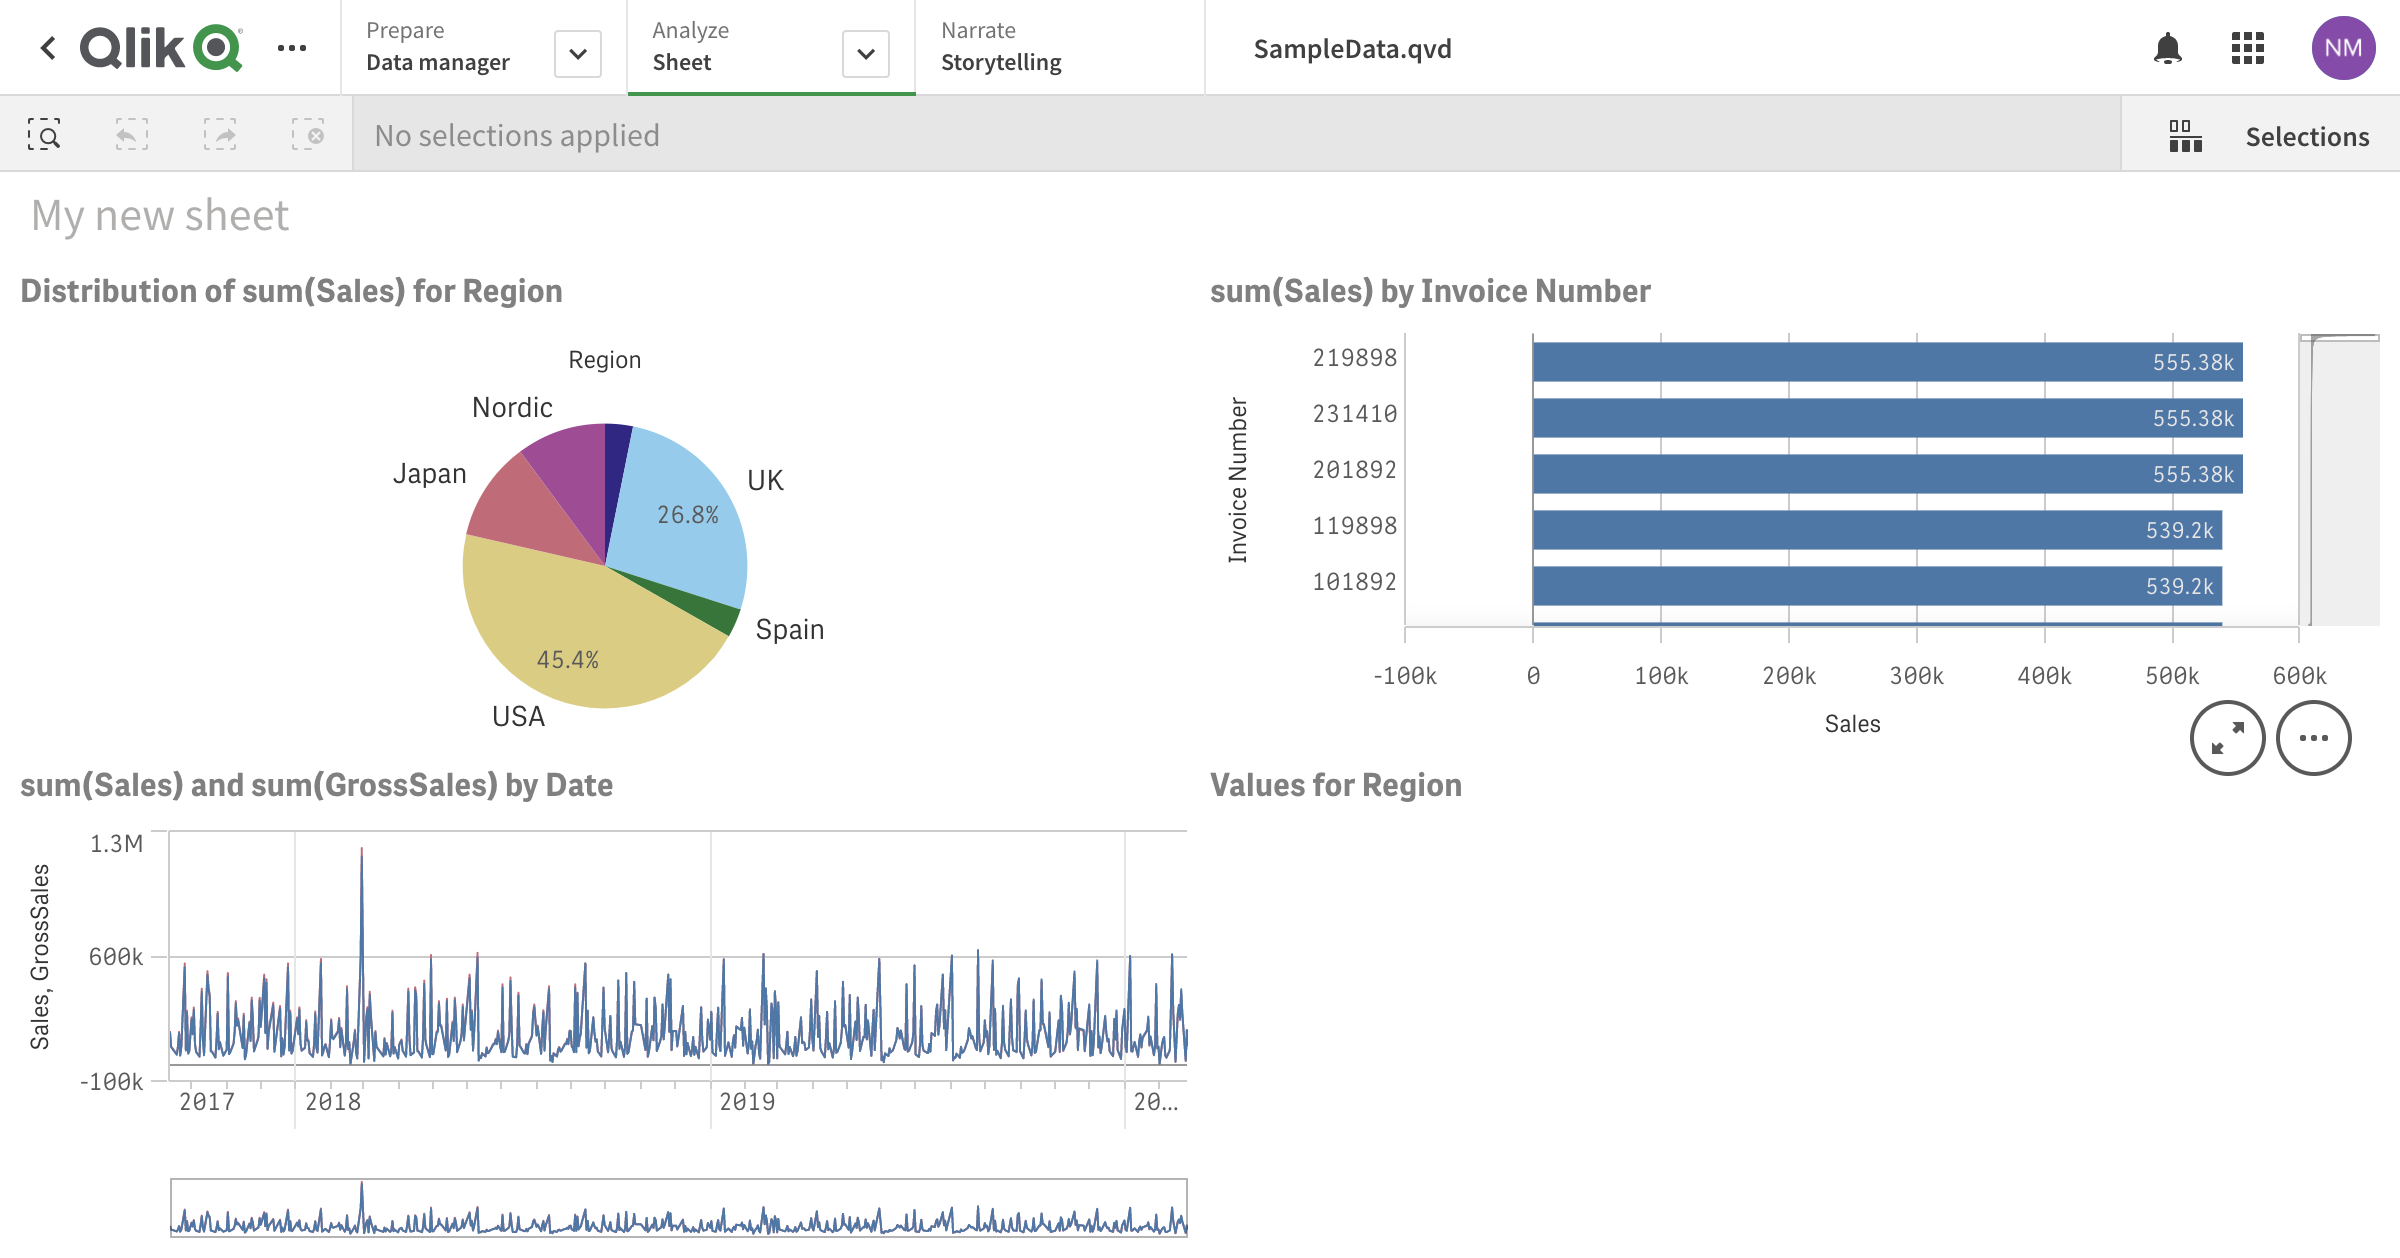 Qlik
Prepare
Data manager
Analyze
Sheet
Narrate
Storytelling
SampleData.qvd
NM
No selections applied
Selections
My new sheet
Distribution of sum(Sales) for Region
Region
Nordic
Japan
UK
26.8%
Spain
45.4%
USA
sum(Sales) by Invoice Number
Invoice Number
219898
555.38k
231410
555.38k
201892
555.38k
119898
539.2k
101892
539.2k
-100k 0 100k 200k 300k 400k 500k 600k
Sales
sum(Sales) and sum(GrossSales) by Date
Sales, GrossSales
1.3M
600k
-100k
2017 2018 2019 20...
Values for Region